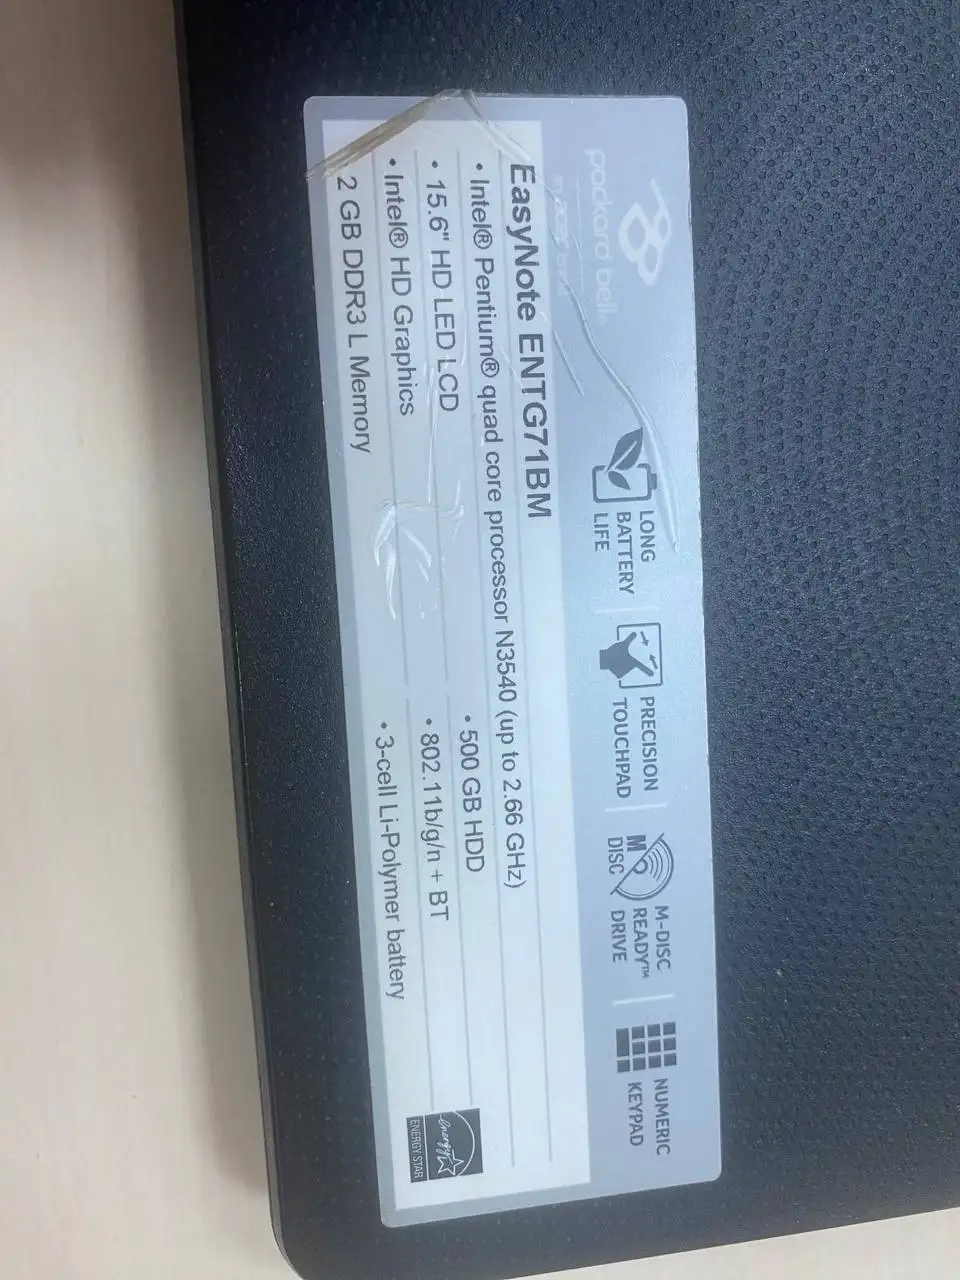 packard bell
LONG
BATTERY
LIFE
PRECISION
TOUCHPAD
M
DISC
M-DISC
READY™
DRIVE
NUMERIC
KEYPAD
EasyNote ENTG71BM
• Intel® Pentium® quad core processor N3540 (up to 2.66 GHz)
• 15.6" HD LED LCD
• 500 GB HDD
• Intel® HD Graphics
• 802.11b/g/n + BT
• 2 GB DDR3 L Memory
• 3-cell Li-Polymer battery
energy
ENERGY STAR